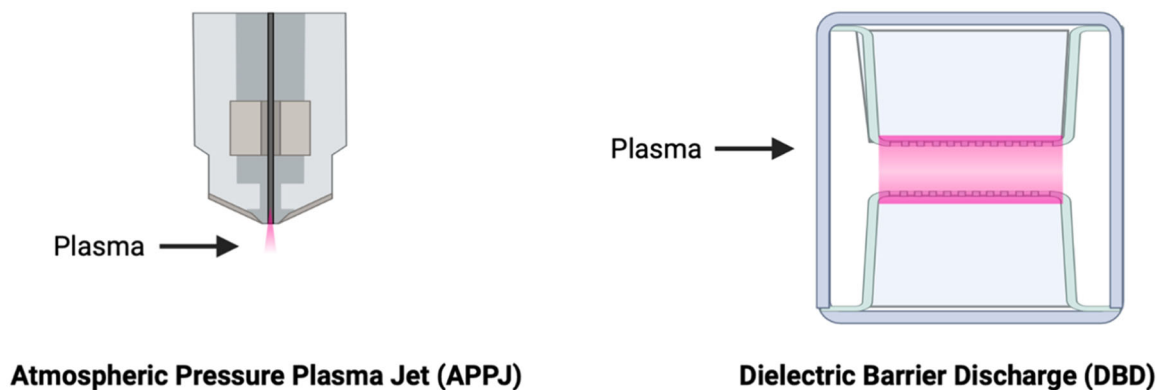 Plasma
Plasma
Atmospheric Pressure Plasma Jet (APPJ)
Dielectric Barrier Discharge (DBD)